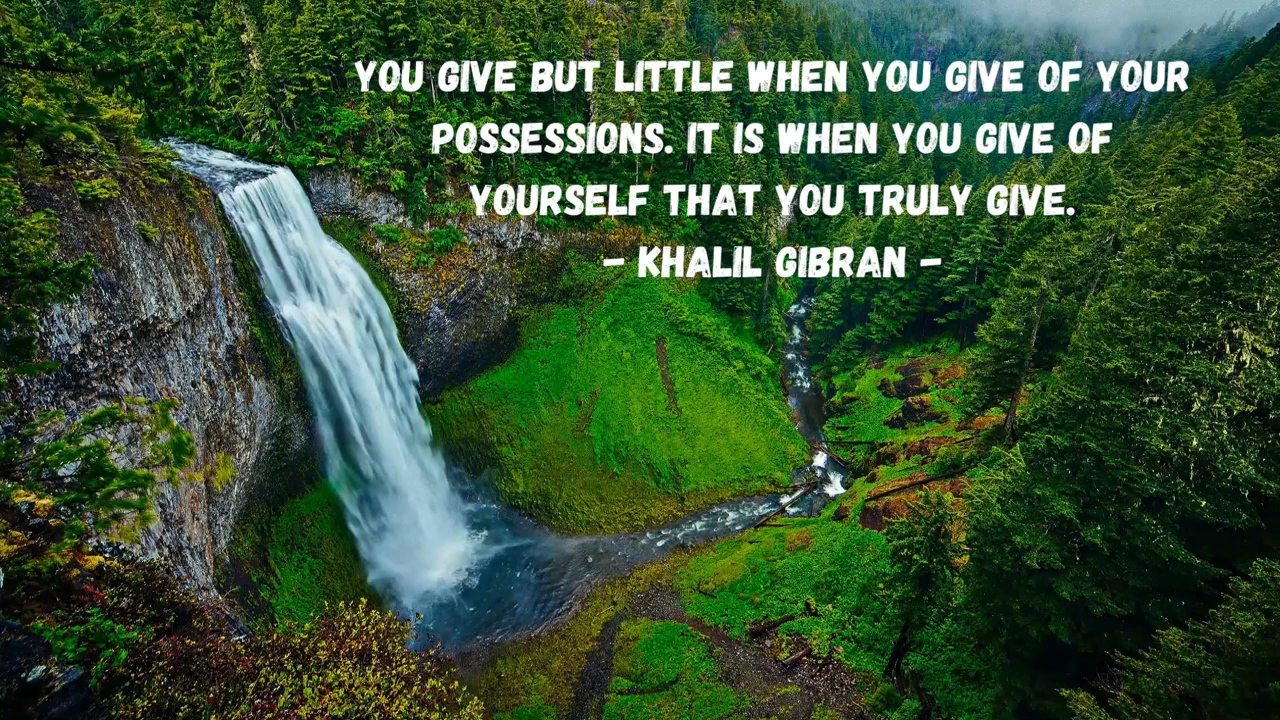 YOU GIVE BUT LITTLE WHEN YOU GIVE OF YOUR
POSSESSIONS. IT IS WHEN YOU GIVE OF
YOURSELF THAT YOU TRULY GIVE.
- KHALIL GIBRAN -